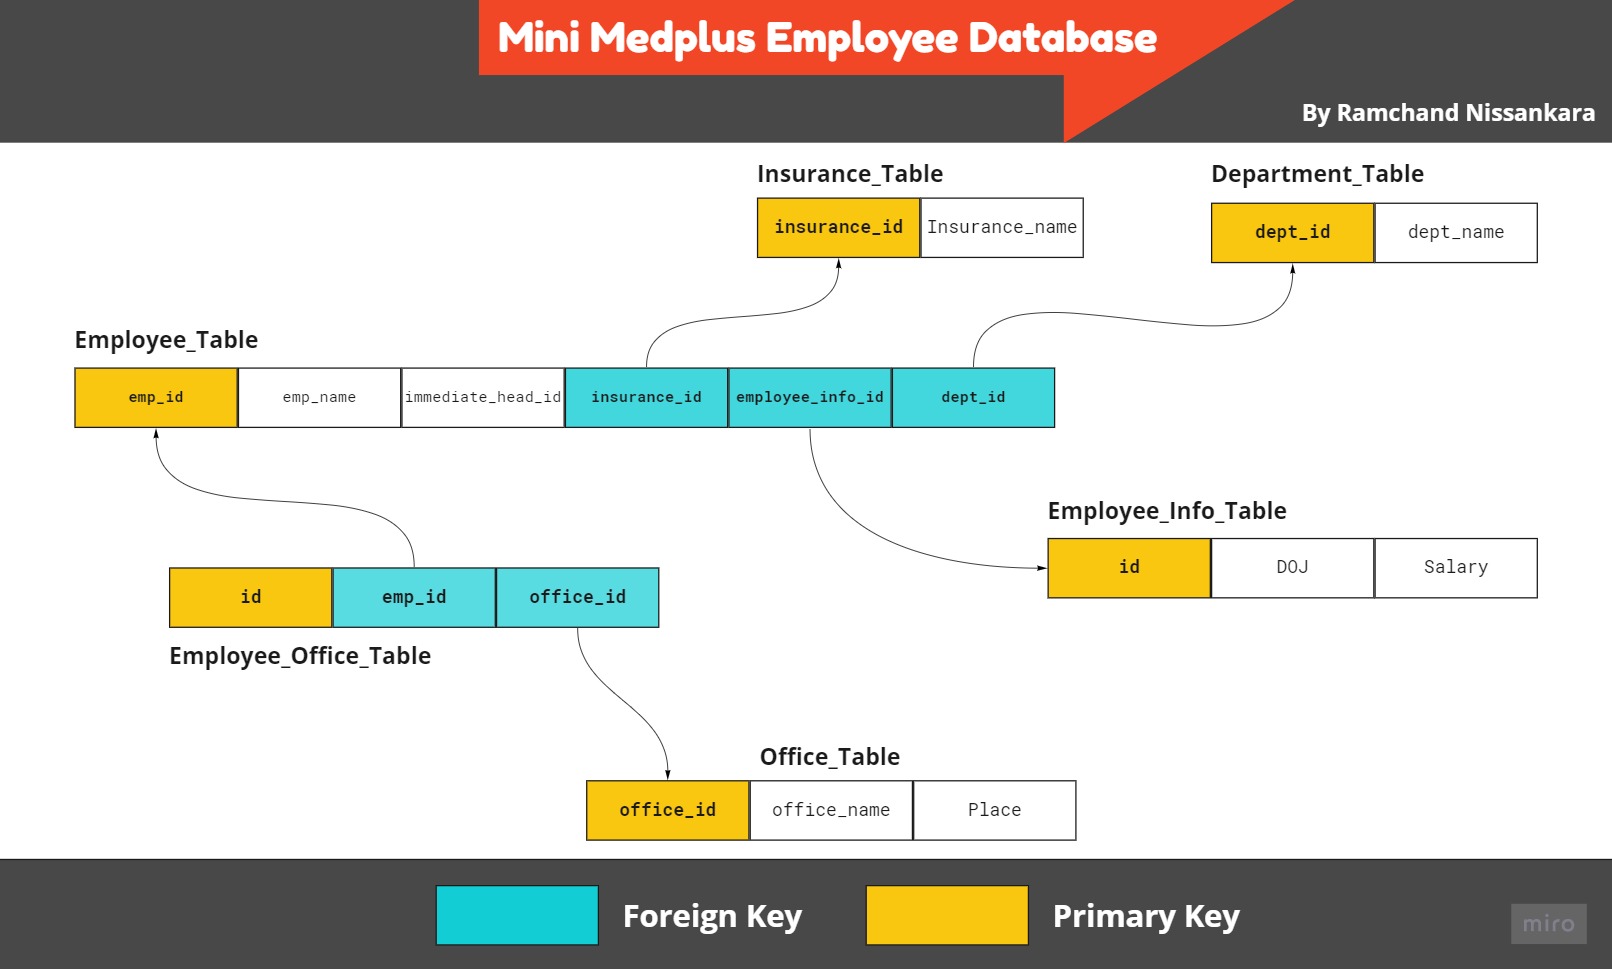 Mini Medplus Employee Database
By Ramchand Nissankara
Insurance_Table
Department_Table
insurance_id Insurance_name
dept_id dept_name
Employee_Table
emp_id emp_name immediate_head_id insurance_id employee_info_id dept_id
Employee_Info_Table
id DOJ Salary
id emp_id office_id
Employee_Office_Table
Office_Table
office_id office_name Place
Foreign Key
Primary Key
miro